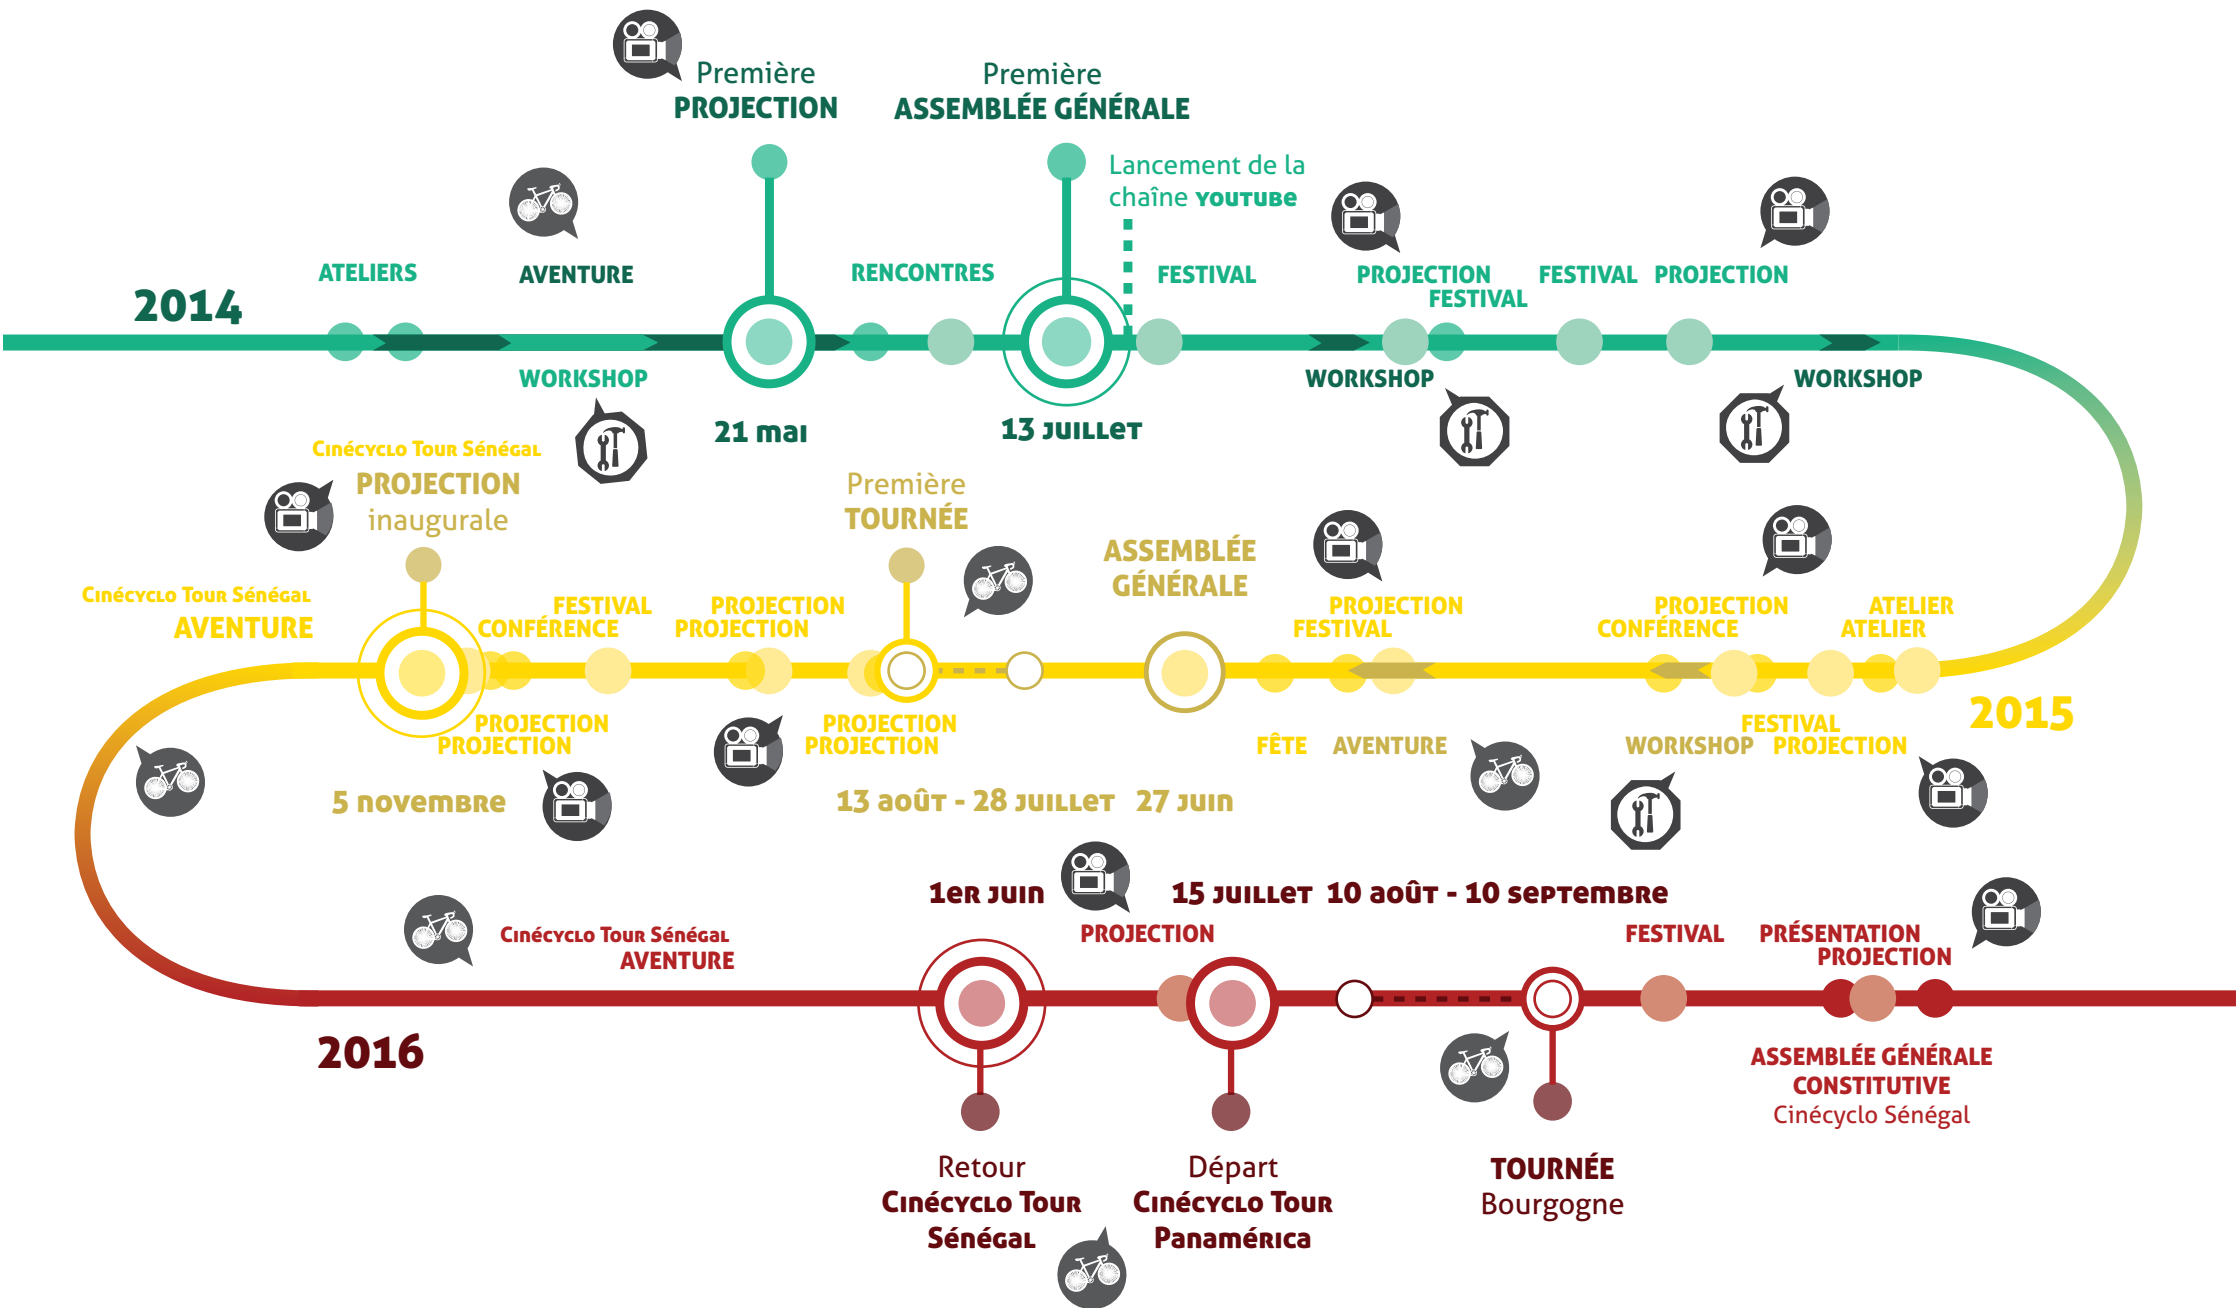 Première
PROJECTION
Première
ASSEMBLÉE GÉNÉRALE
Lancement de la
chaîne YOUTUBE
2014
ATELIERS
AVENTURE
RENCONTRES
FESTIVAL
PROJECTION
FESTIVAL
FESTIVAL
PROJECTION
WORKSHOP
WORKSHOP
WORKSHOP
21 mai
13 juillet
Cinécyclo Tour Sénégal
PROJECTION
inaugurale
Première
TOURNÉE
ASSEMBLÉE
GÉNÉRALE
Cinécyclo Tour Sénégal
AVENTURE
FESTIVAL
CONFÉRENCE
PROJECTION
PROJECTION
PROJECTION
FESTIVAL
PROJECTION
CONFÉRENCE
ATELIER
ATELIER
2015
PROJECTION
PROJECTION
PROJECTION
PROJECTION
FÊTE
AVENTURE
WORKSHOP
FESTIVAL
PROJECTION
5 novembre
13 août - 28 juillet
27 juin
1er juin
15 juillet
10 août - 10 septembre
Cinécyclo Tour Sénégal
AVENTURE
PROJECTION
FESTIVAL
PRÉSENTATION
PROJECTION
2016
ASSEMBLÉE GÉNÉRALE
CONSTITUTIVE
Cinécyclo Sénégal
Retour
Cinécyclo Tour
Sénégal
Départ
Cinécyclo Tour
Panamérica
TOURNÉE
Bourgogne